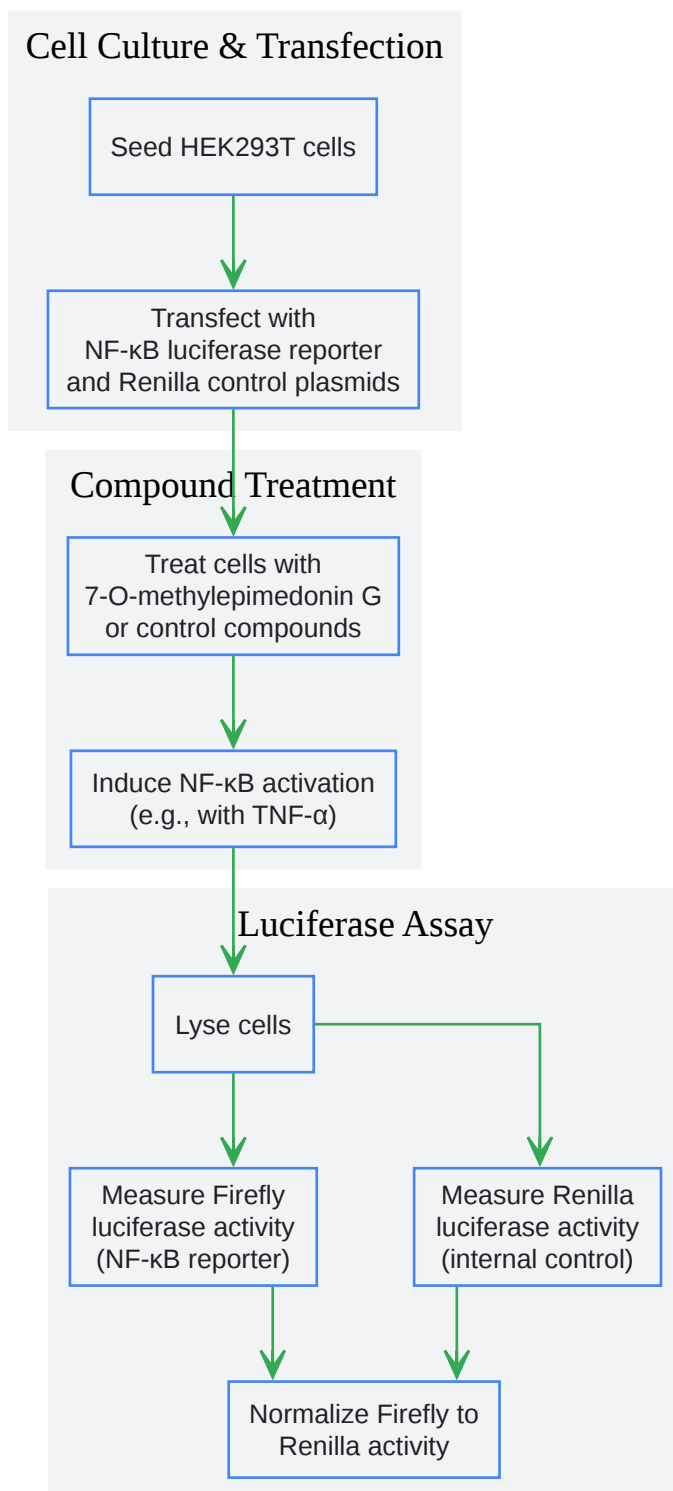 Cell Culture & Transfection
Seed HEK293T cells
Transfect with
NF-κB luciferase reporter
and Renilla control plasmids
Compound Treatment
Treat cells with
7-O-methylepimedonin G
or control compounds
Induce NF-κB activation
(e.g., with TNF-α)
Luciferase Assay
Lyse cells
Measure Firefly
luciferase activity
(NF-κB reporter)
Measure Renilla
luciferase activity
(internal control)
Normalize Firefly to
Renilla activity